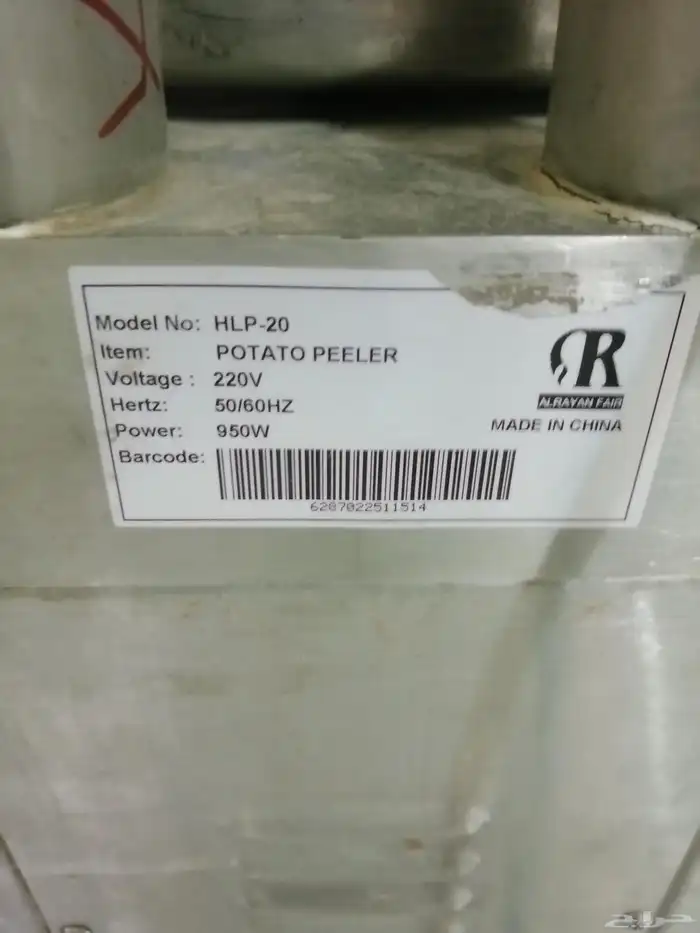 Model No: HLP-20
Item: POTATO PEELER
Voltage : 220V
Hertz: 50/60HZ
Power: 950W
Barcode:
6287022511514
R
ALRAYAN FAIR
MADE IN CHINA
حراج